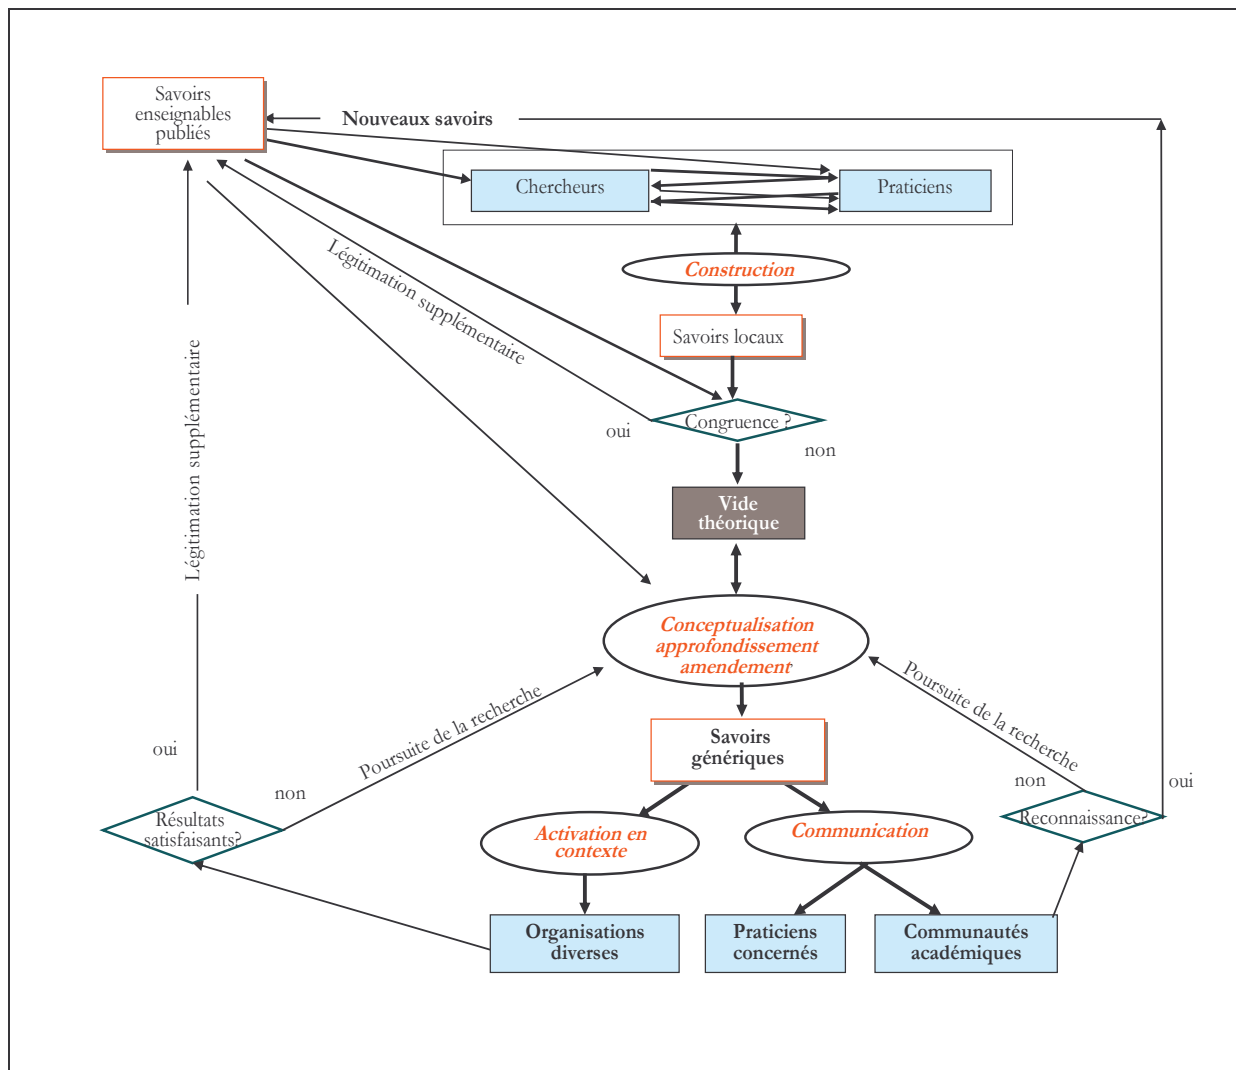 Savoirs
enseignables
publiés
Nouveaux savoirs
Chercheurs
Praticiens
Construction
Légitimation supplémentaire
Savoirs locaux
Congruence ?
oui
non
Légitimation supplémentaire
Vide
théorique
Conceptualisation
approfondissement
amendement
Poursuite de la recherche
Poursuite de la recherche
Savoirs
génériques
oui
non
non
oui
Résultats
satisfaisants?
Activation en
contexte
Communication
Reconnaissance?
Organisations
diverses
Praticiens
concernés
Communautés
académiques